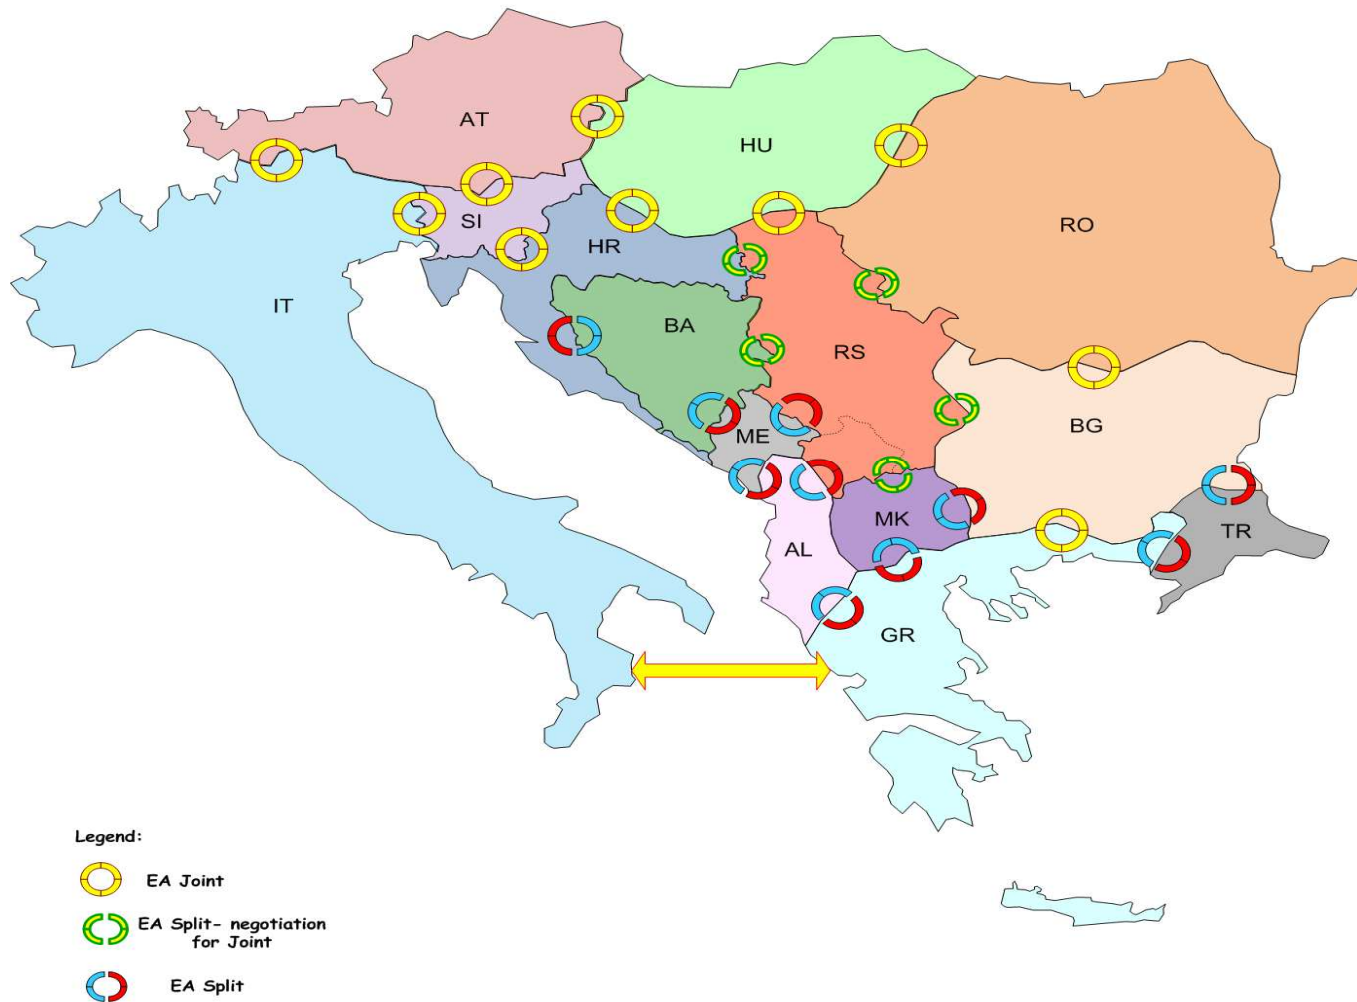 AT
HU
RO
SI
HR
IT
BA
RS
ME
BG
MK
TR
AL
GR
Legend:
EA Joint
EA Split- negotiation
for Joint
EA Split